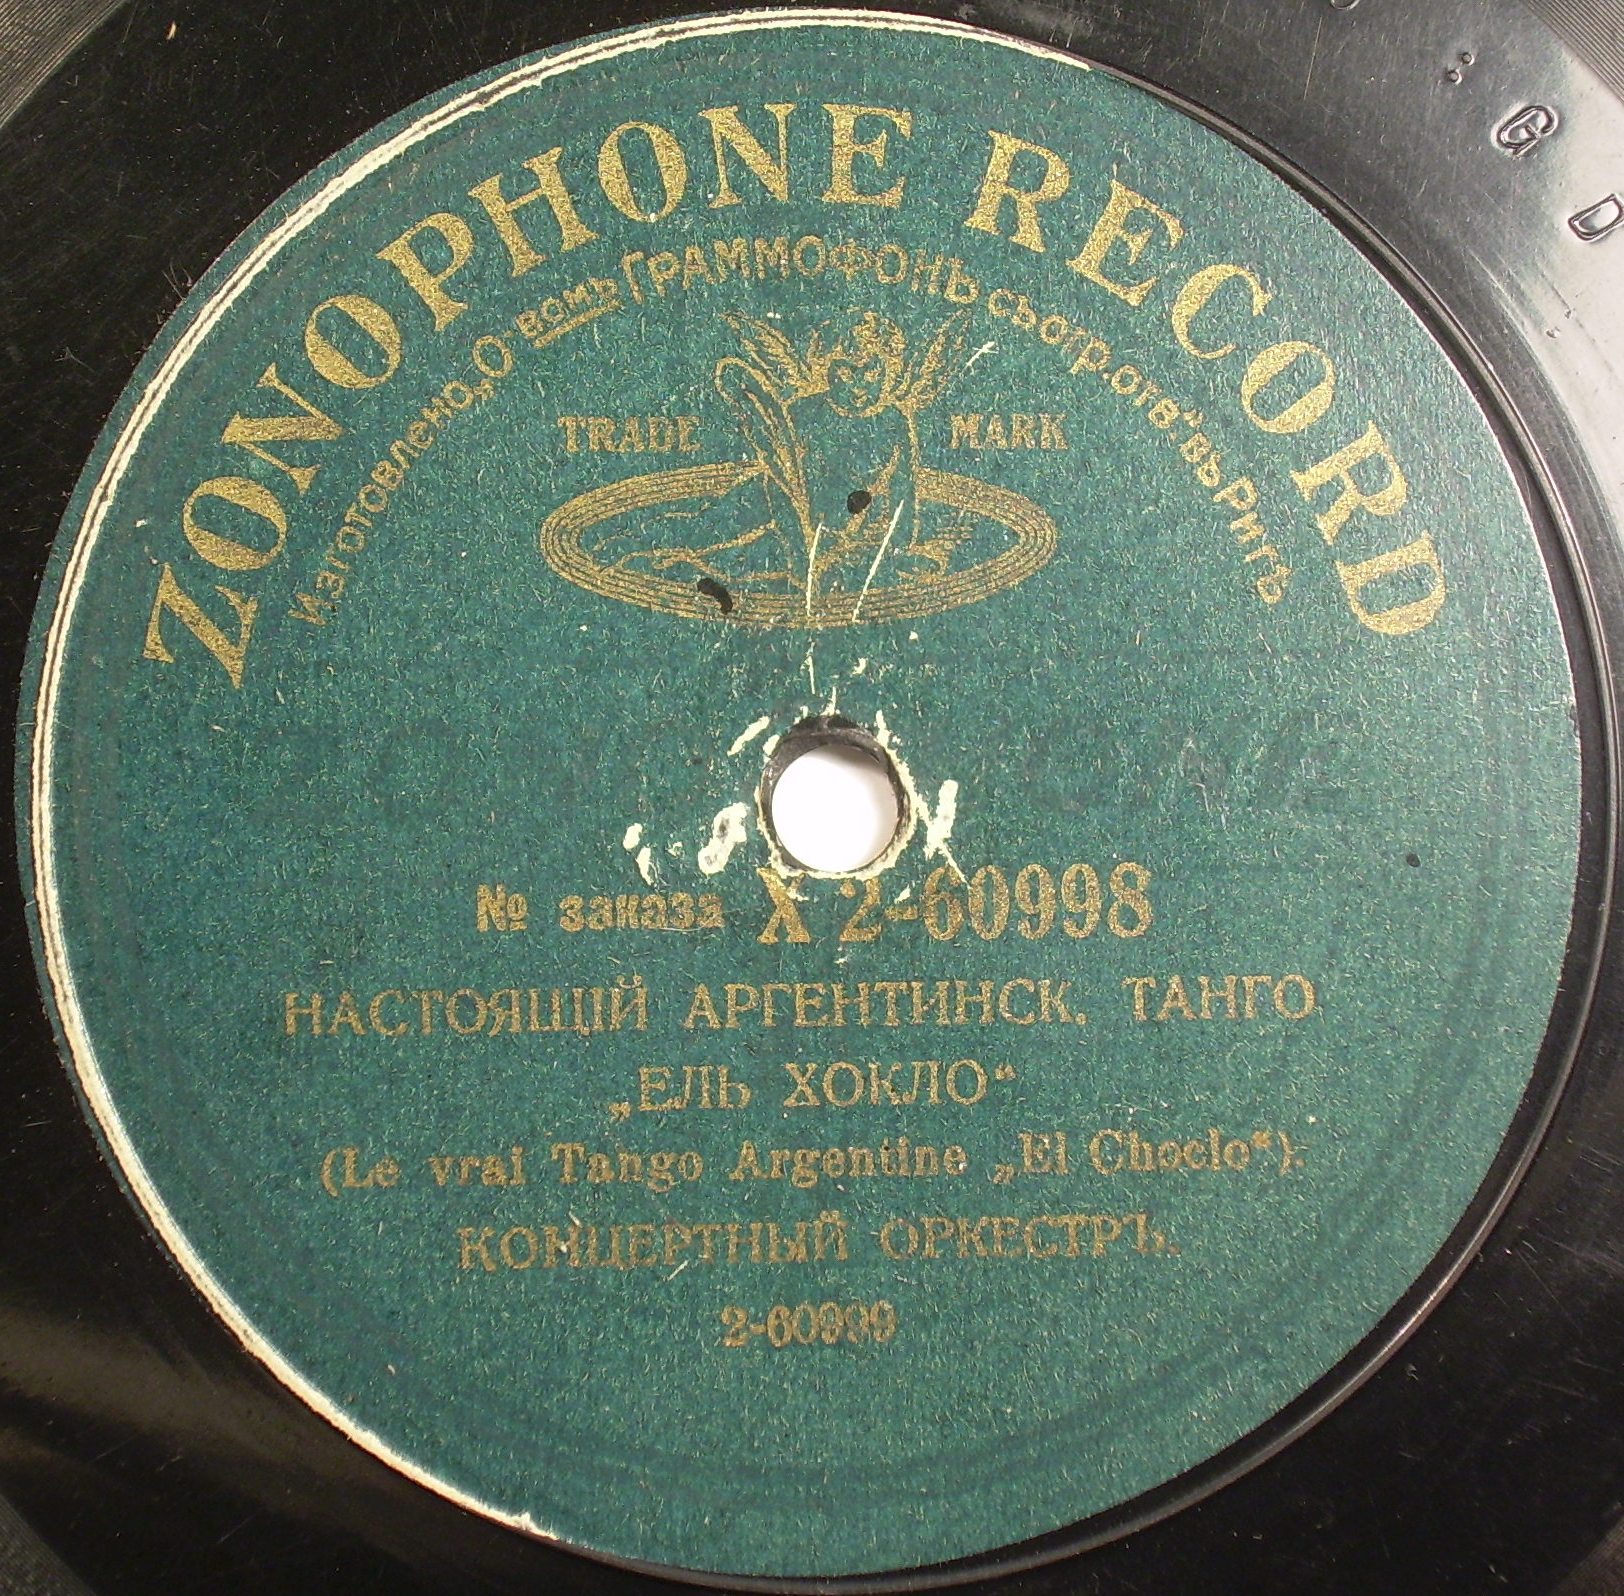 ZONOPHONE RECORD
Изготовлено „О-вомъ Граммофонъ съ огр. отв.“ въ Ригѣ
TRADE MARK
№ заказа X 2-60998
НАСТОЯЩІЙ АРГЕНТИНСК. ТАНГО
„ЕЛЬ ХОКЛО“
(Le vrai Tango Argentine „El Choclo“).
КОНЦЕРТНЫЙ ОРКЕСТРЪ.
2-60999
G
D